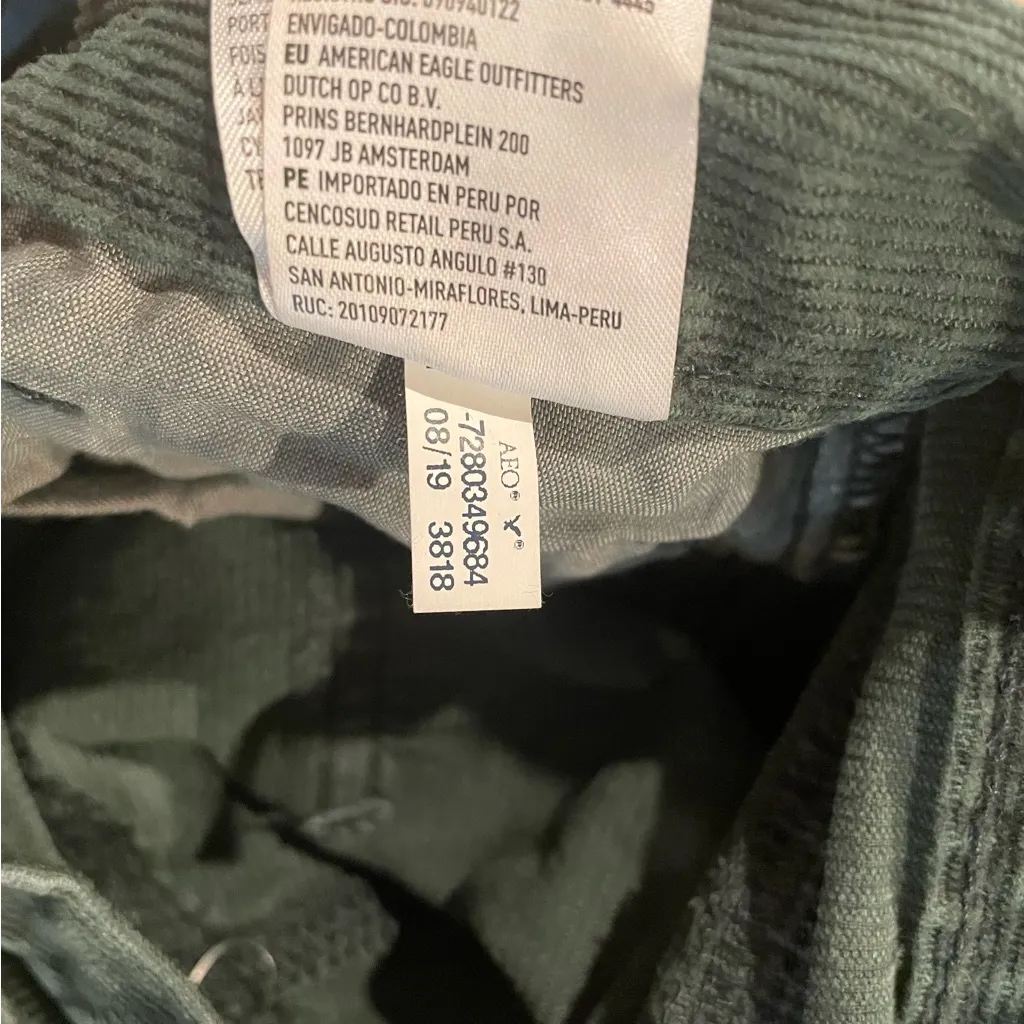 PORT
FOIS
ENVIGADO-COLOMBIA
EU AMERICAN EAGLE OUTFITTERS
DUTCH OP CO B.V.
PRINS BERNHARDPLEIN 200
1097 JB AMSTERDAM
PE IMPORTADO EN PERU POR
CENCOSUD RETAIL PERU S.A.
CALLE AUGUSTO ANGULO #130
SAN ANTONIO-MIRAFLORES, LIMA-PERU
RUC: 20109072177
AEO®
-7280349684
08/19 3818